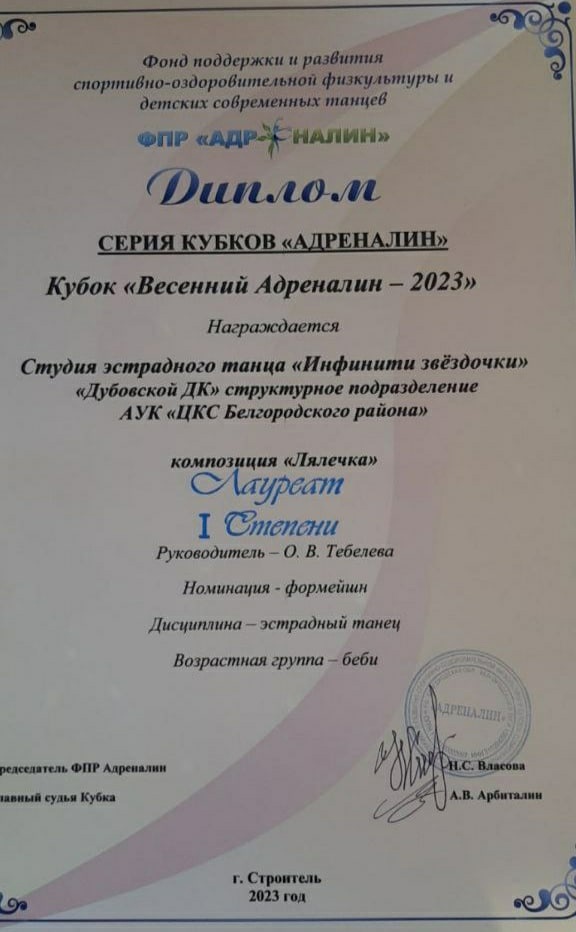 Фонд поддержки и развития
спортивно-оздоровительной физкультуры и
детских современных танцев
ФПР «АДРЕНАЛИН»
Диплом
СЕРИЯ КУБКОВ «АДРЕНАЛИН»
Кубок «Весенний Адреналин – 2023»
Награждается
Студия эстрадного танца «Инфинити звёздочки»
«Дубовской ДК» структурное подразделение
АУК «ЦКС Белгородского района»
композиция «Лялечка»
Лауреат
I Степени
Руководитель – О. В. Тебелева
Номинация - формейшн
Дисциплина – эстрадный танец
Возрастная группа – беби
АДРЕНАЛИН
редседатель ФПР Адреналин Н.С. Власова
лавный судья Кубка А.В. Арбиталин
г. Строитель
2023 год